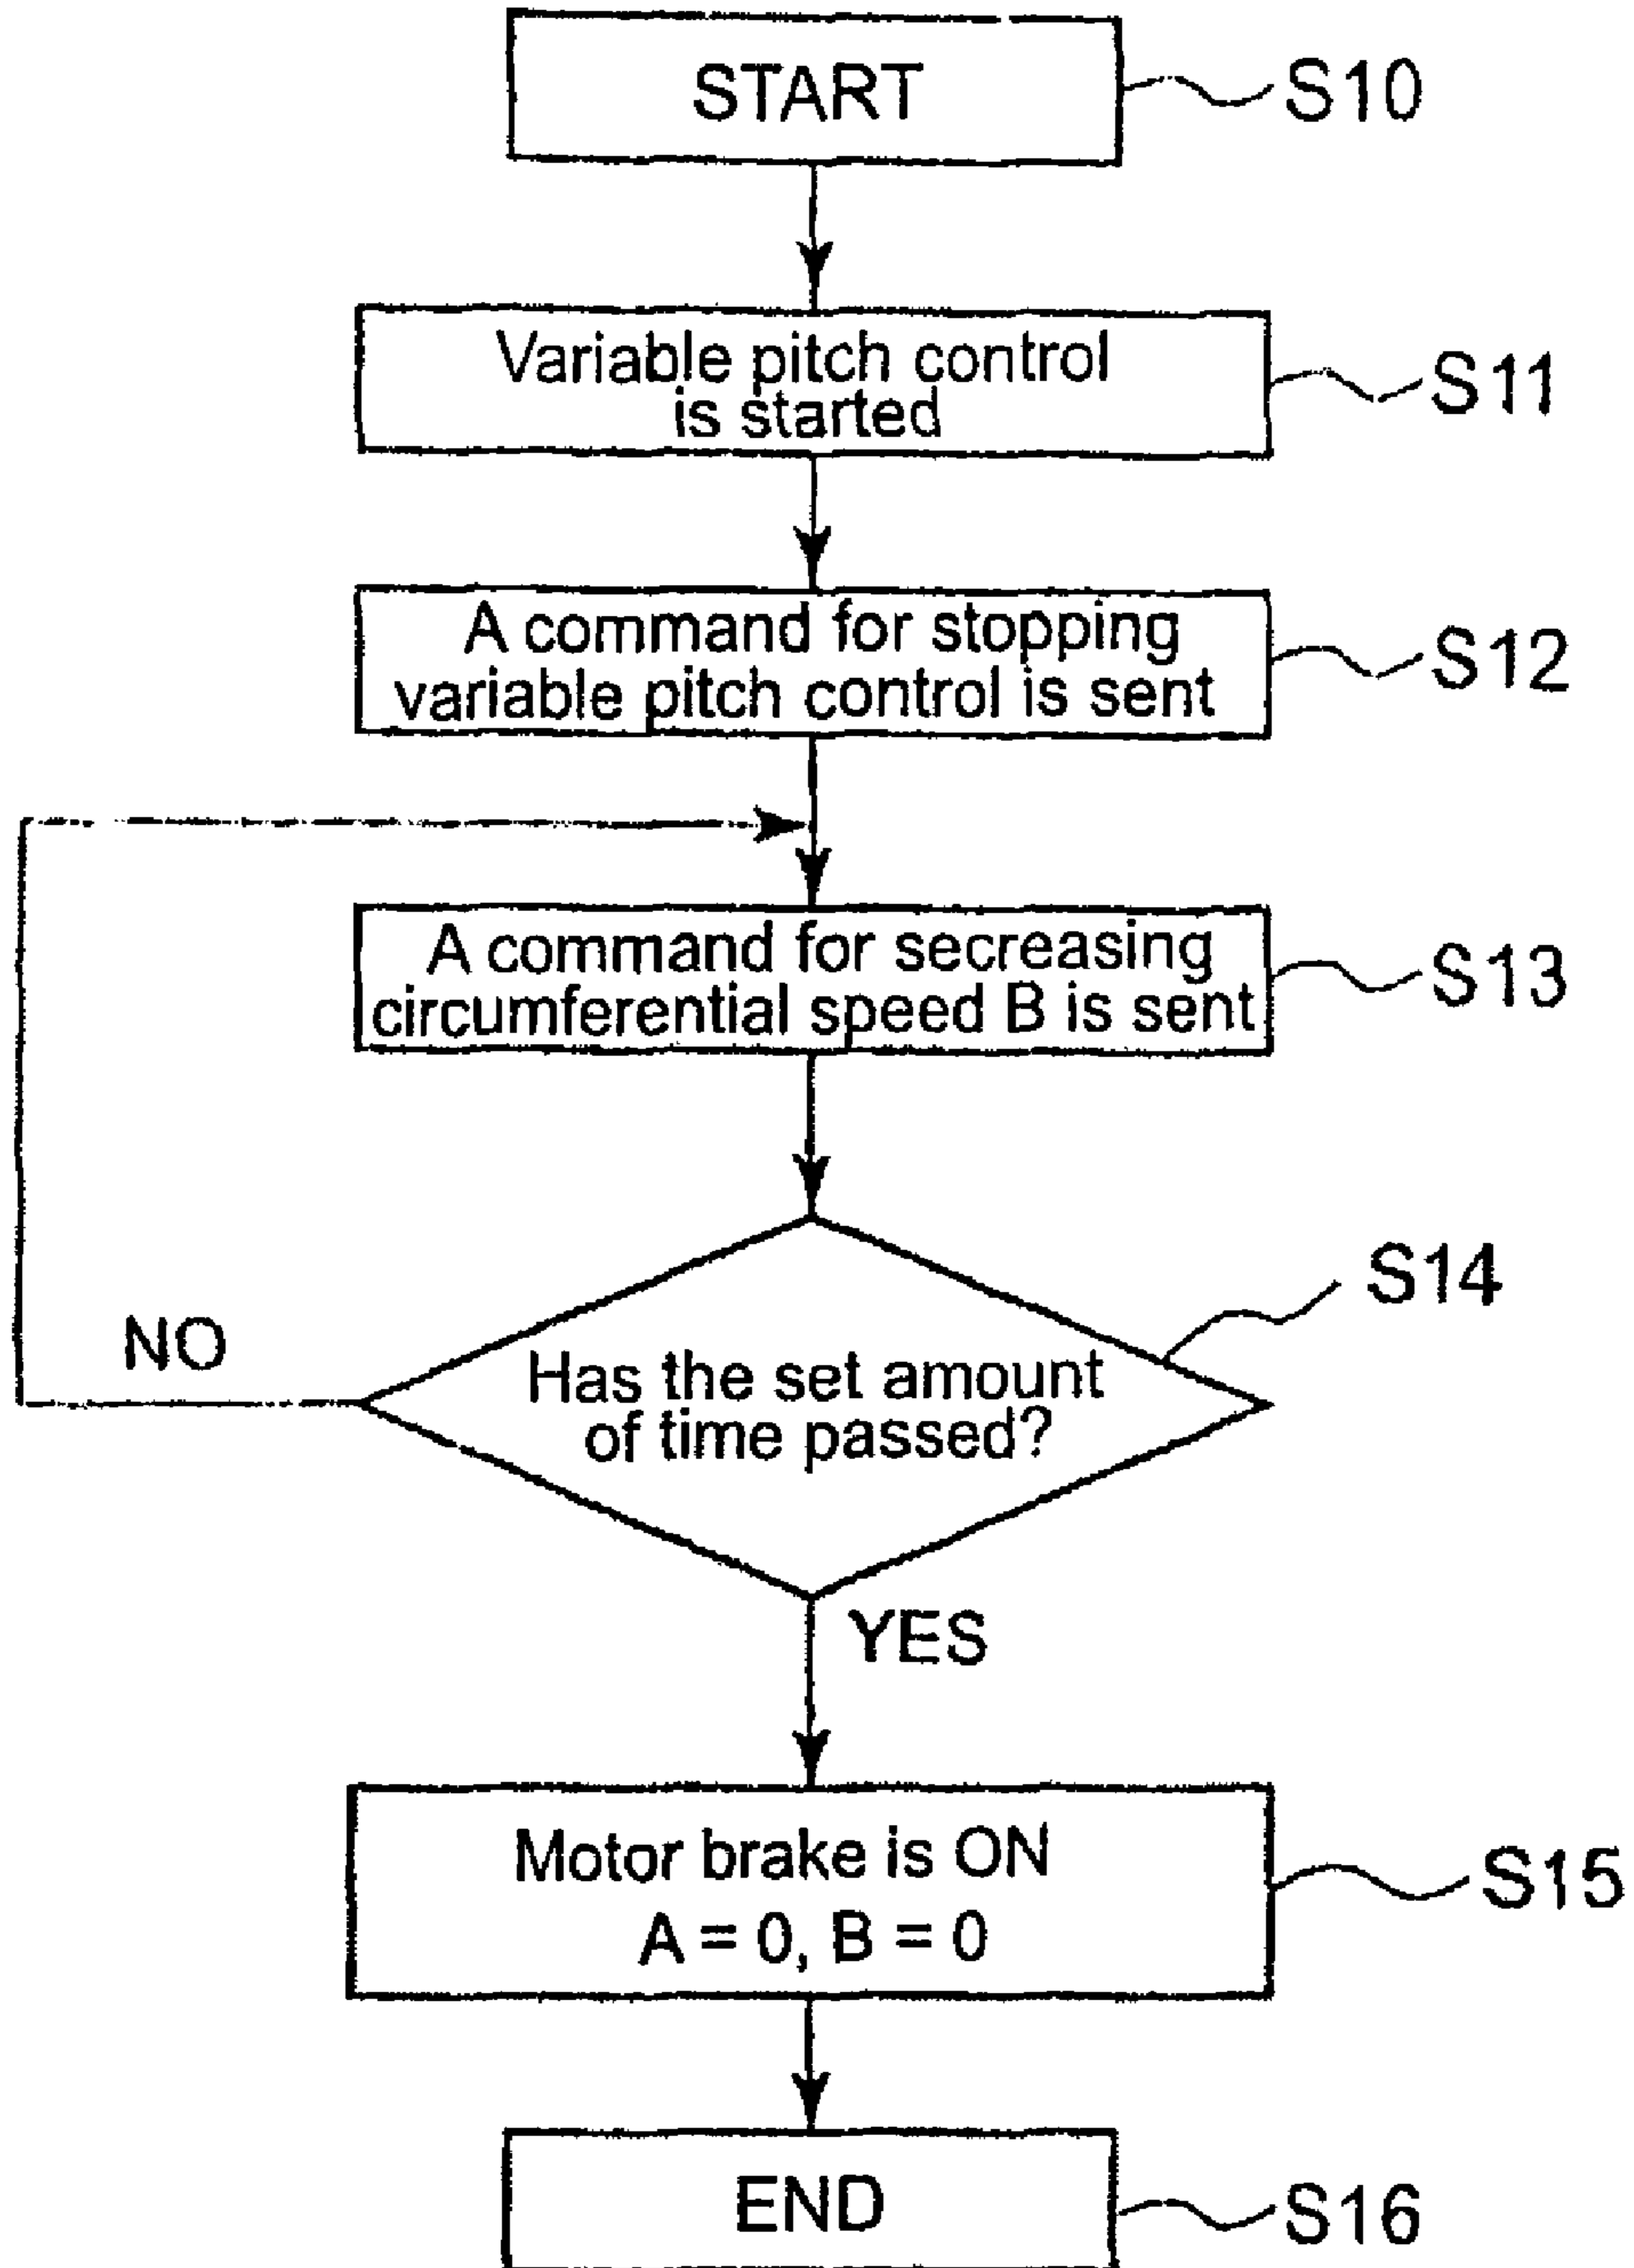 START
S10
Variable pitch control
is started
S11
A command for stopping
variable pitch control is sent
S12
A command for secreasing
circumferential speed B is sent
S13
S14
Has the set amount
of time passed?
NO
YES
Motor brake is ON
A = 0, B = 0
S15
END
S16